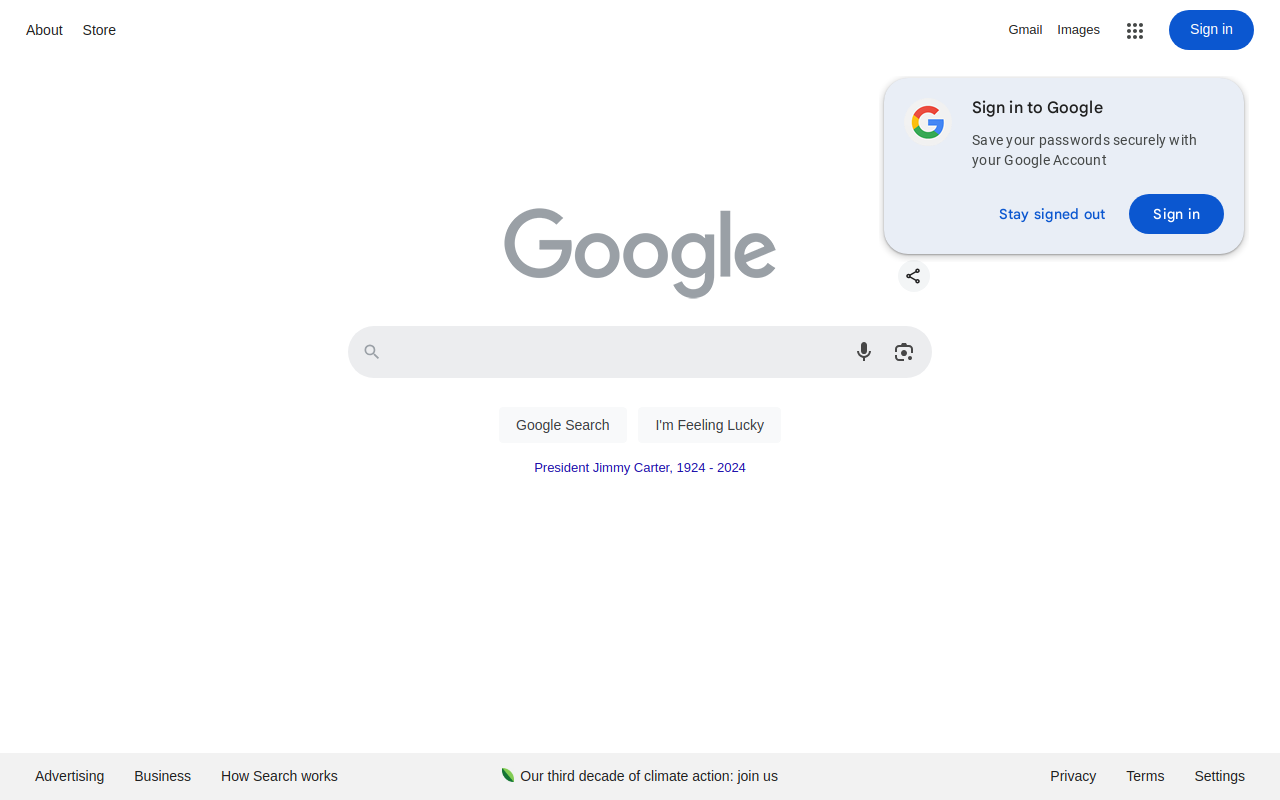 About Store Gmail Images Sign in
Sign in to Google
Save your passwords securely with
your Google Account
Stay signed out Sign in
Google
Google Search I'm Feeling Lucky
President Jimmy Carter, 1924 - 2024
Advertising Business How Search works Our third decade of climate action: join us Privacy Terms Settings